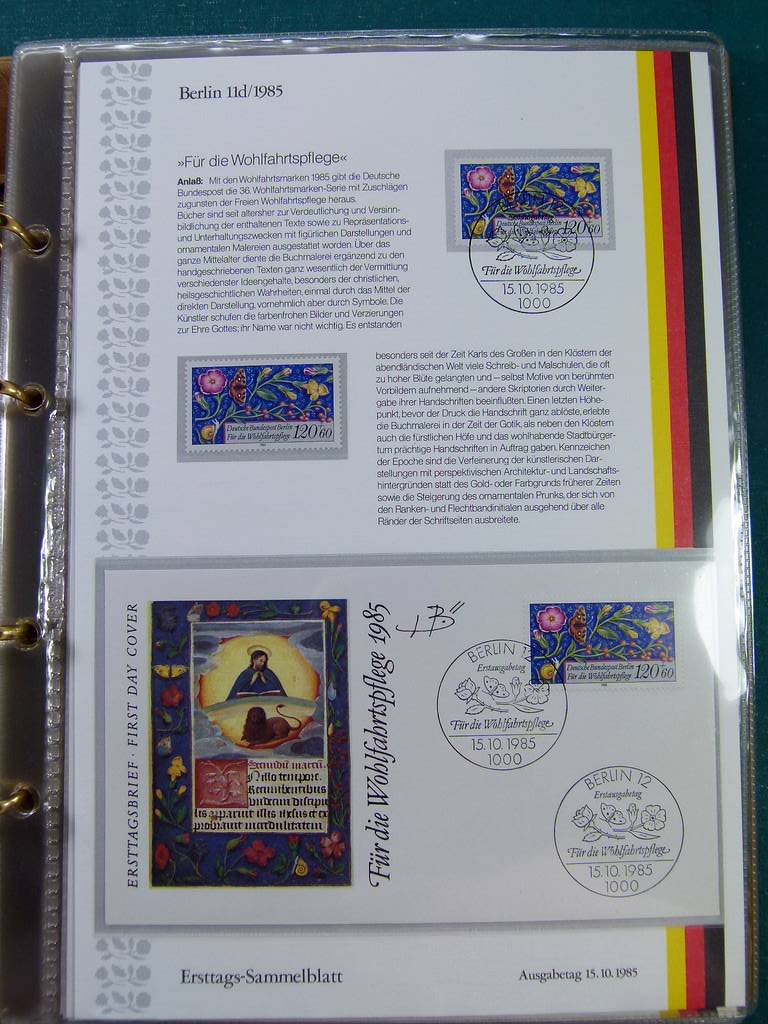 Berlin 11d/1985
»Für die Wohlfahrtspflege«
Anlaß: Mit den Wohlfahrtsmarken 1985 gibt die Deutsche
Bundespost die 36. Wohlfahrtsmarken-Serie mit Zuschlägen
zugunsten der Freien Wohlfahrtspflege heraus.
Bücher sind seit altersher zur Verdeutlichung und Versinn-
bildlichung der enthaltenen Texte sowie zu Repräsentations-
und Unterhaltungszwecken mit figürlichen Darstellungen und
ornamentalen Malereien ausgestattet worden. Über das
ganze Mittelalter diente die Buchmalerei ergänzend zu den
handgeschriebenen Texten ganz wesentlich der Vermittlung
verschiedenster Ideengehalte, besonders der christlichen,
heilsgeschichtlichen Wahrheiten, einmal durch das Mittel der
direkten Darstellung, vornehmlich aber durch Symbole. Die
Künstler schufen die farbenfrohen Bilder und Verzierungen
zur Ehre Gottes; ihr Name war nicht wichtig. Es entstanden
120+60
Für die Wohlfahrtspflege
15.10.1985
1000
Deutsche Bundespost Berlin
Für die Wohlfahrtspflege 120+60
besonders seit der Zeit Karls des Großen in den Klöstern der
abendländischen Welt viele Schreib- und Malschulen, die oft
zu hoher Blüte gelangten und – selbst Motive von berühmten
Vorbildern aufnehmend – andere Skriptorien durch Weiter-
gabe ihrer Handschriften beeinflußten. Einen letzten Höhe-
punkt, bevor der Druck die Handschrift ganz ablöste, erlebte
die Buchmalerei in der Zeit der Gotik, als neben den Klöstern
auch die fürstlichen Höfe und das wohlhabende Stadtbürger-
tum prächtige Handschriften in Auftrag gaben. Kennzeichen
der Epoche sind die Verfeinerung der künstlerischen Dar-
stellungen mit perspektivischen Architektur- und Landschafts-
hintergründen statt des Gold- oder Farbgrunds früherer Zeiten
sowie die Steigerung des ornamentalen Prunks, der sich von
den Ranken- und Flechtbandinitialen ausgehend über alle
Ränder der Schriftseiten ausbreitete.
ERSTTAGSBRIEF · FIRST DAY COVER
Für die Wohlfahrtspflege 1985
Deutsche Bundespost Berlin
Für die Wohlfahrtspflege 120+60
BERLIN 12
Ersttagsbetag
Für die Wohlfahrtspflege
15.10.1985
1000
BERLIN 12
Erstausgabetag
Für die Wohlfahrtspflege
15.10.1985
1000
Ersttags-Sammelblatt
Ausgabetag 15.10.1985